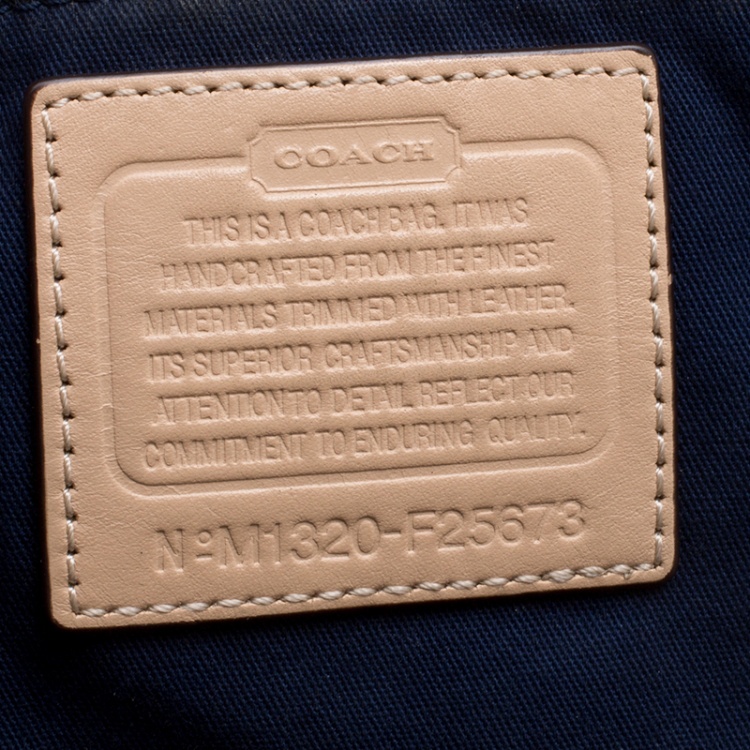 COACH
THIS IS A COACH BAG. IT WAS
HANDCRAFTED FROM THE FINEST
MATERIALS TRIMMED WITH LEATHER.
ITS SUPERIOR CRAFTSMANSHIP AND
ATTENTION TO DETAIL REFLECT OUR
COMMITMENT TO ENDURING QUALITY.
Nº M1320-F25673